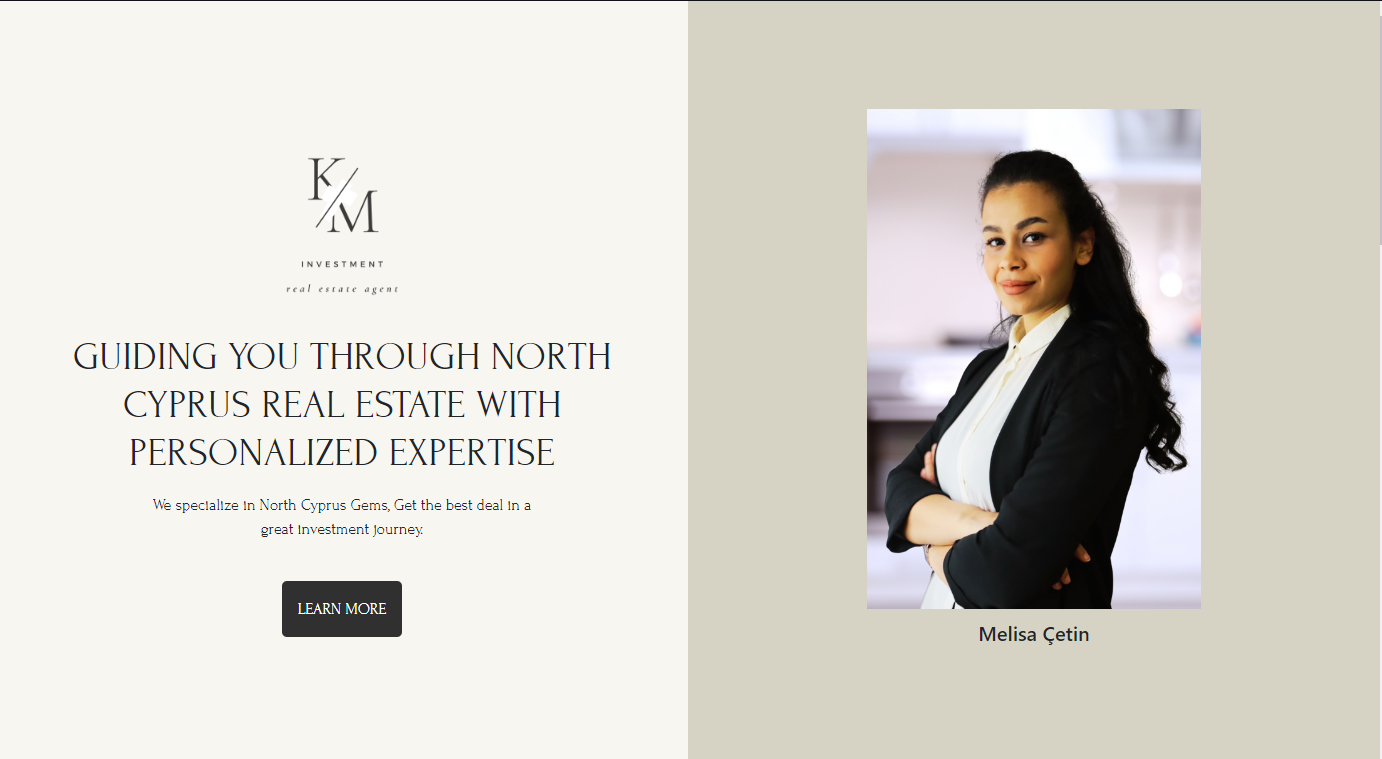 K
M
INVESTMENT
real estate agent
GUIDING YOU THROUGH NORTH
CYPRUS REAL ESTATE WITH
PERSONALIZED EXPERTISE
We specialize in North Cyprus Gems, Get the best deal in a
great investment journey.
LEARN MORE
Melisa Çetin